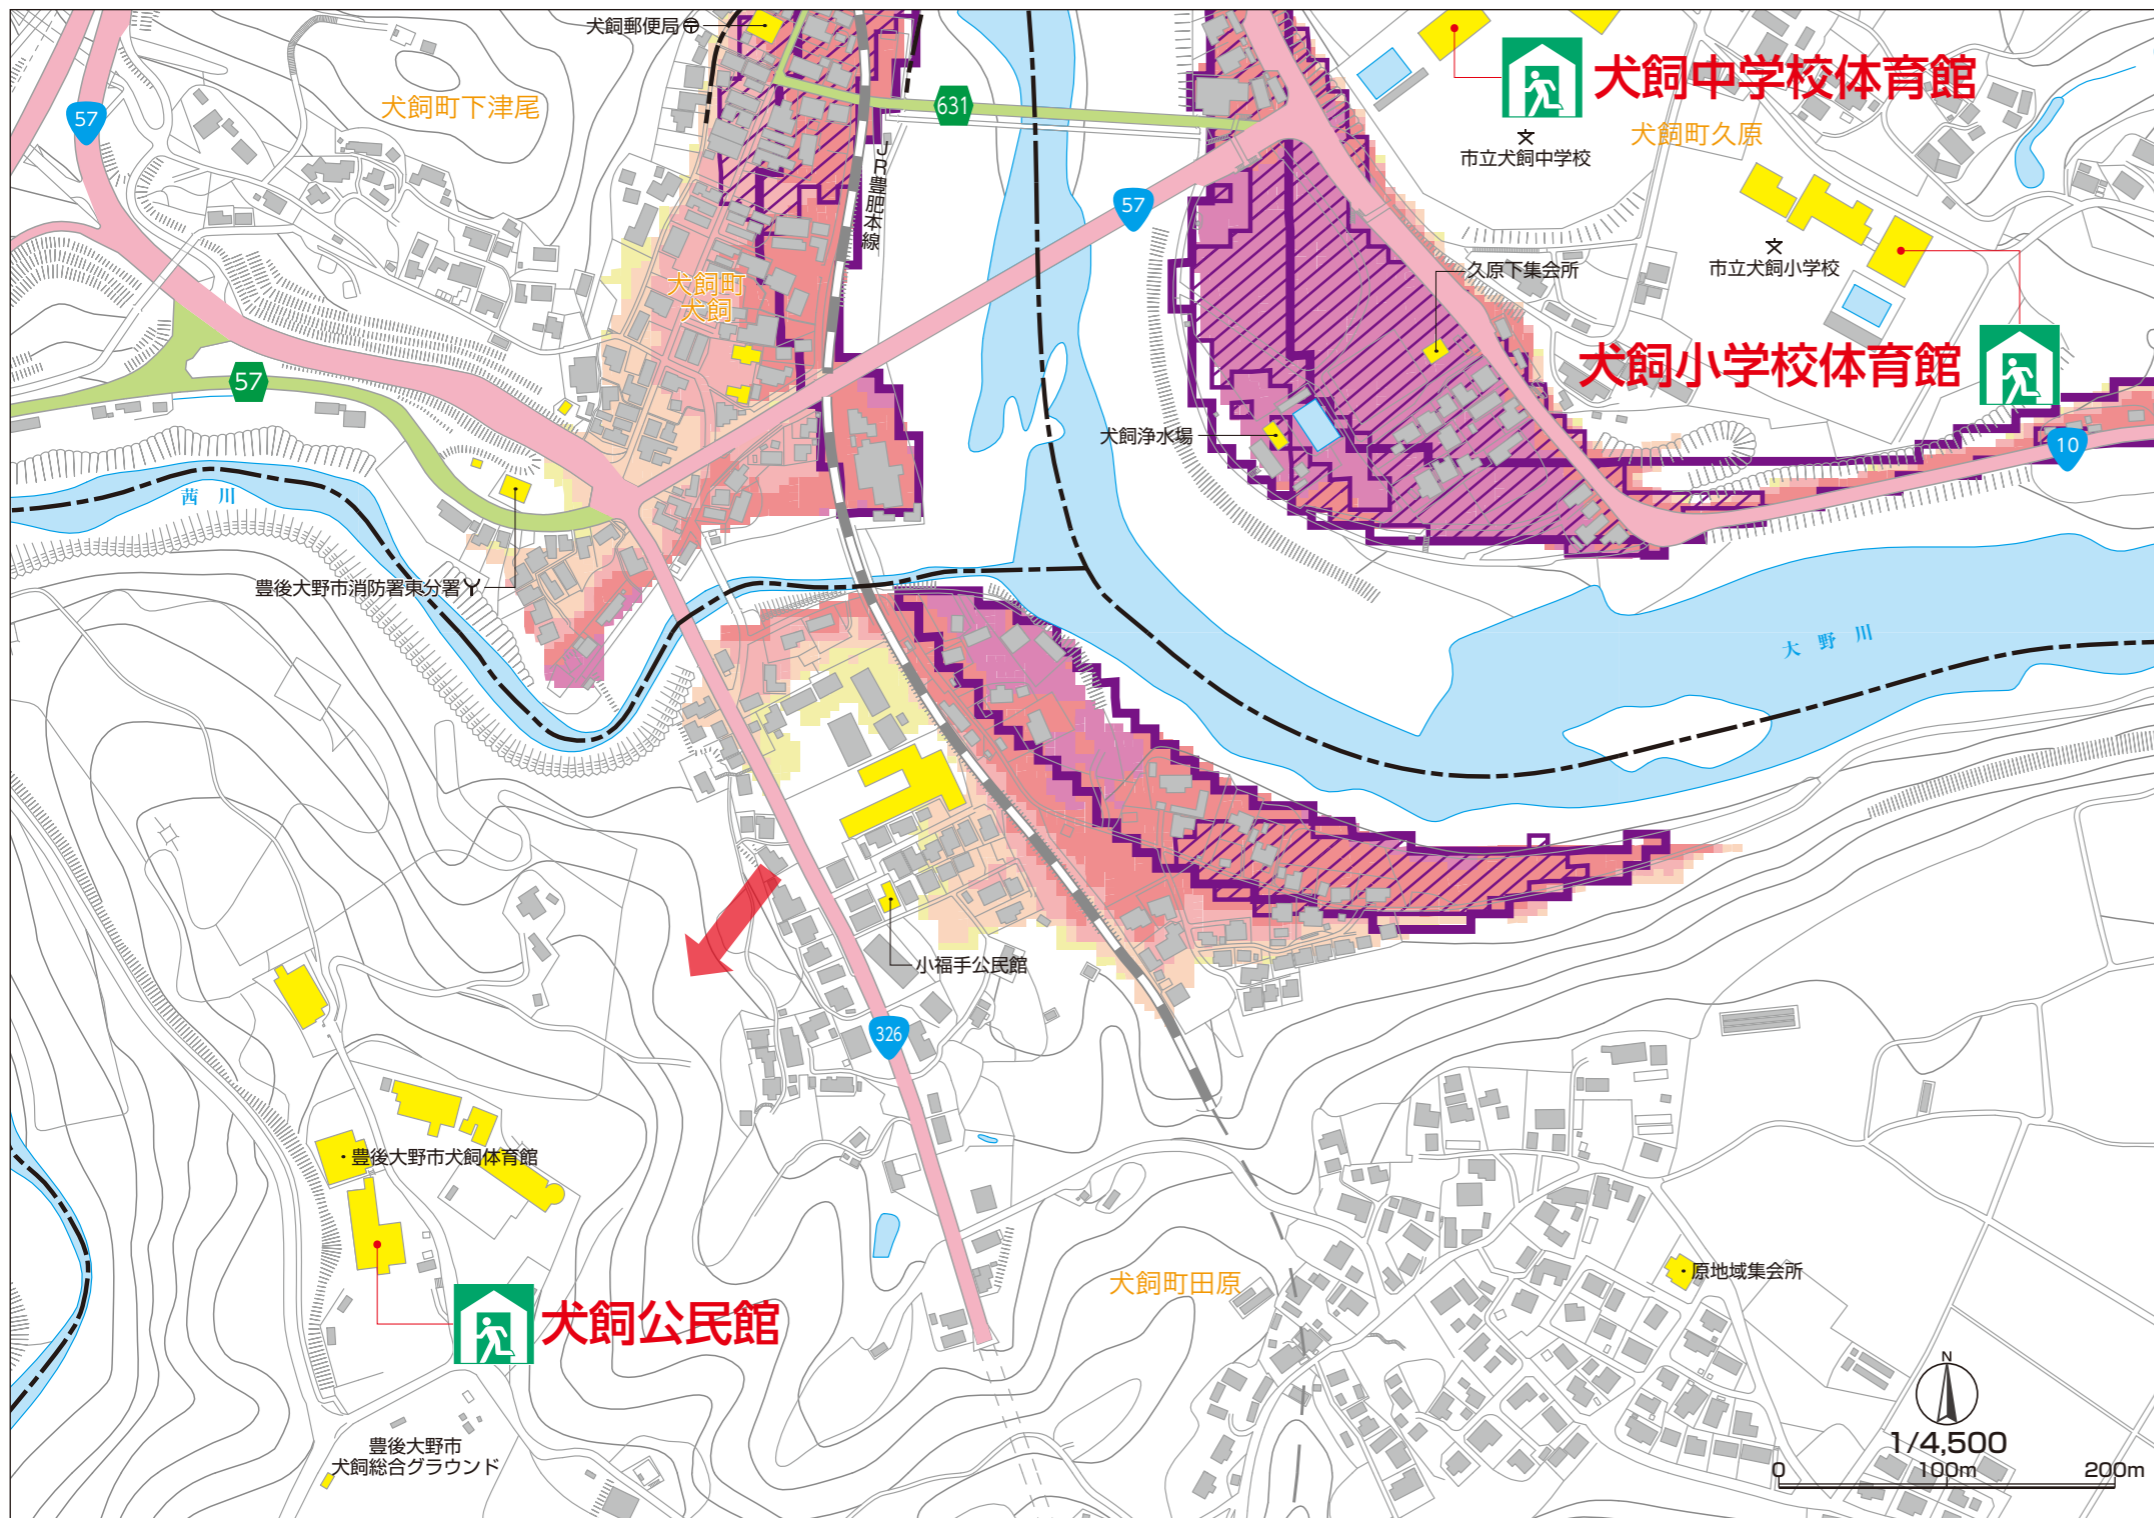 犬飼郵便局
犬飼中学校体育館
57
犬飼町下津尾
631
市立犬飼中学校
犬飼町久原
JR豊肥本線
57
久原下集会所
市立犬飼小学校
犬飼町
犬飼
犬飼小学校体育館
57
犬飼浄水場
10
茜川
豊後大野市消防署東分署
大野川
小福手公民館
326
豊後大野市犬飼体育館
犬飼町田原
原地域集会所
犬飼公民館
N
1/4,500
0 100m 200m
豊後大野市
犬飼総合グラウンド